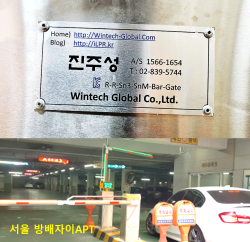 Home) http://Wintech-Global.Com
Blog) http://iLPR.kr
진주성 A/S 1566-1654
T : 02-839-5744
R-R-Sn3-SnM-Bar-Gate
Wintech Global Co.,Ltd.
서울 방배자이APT